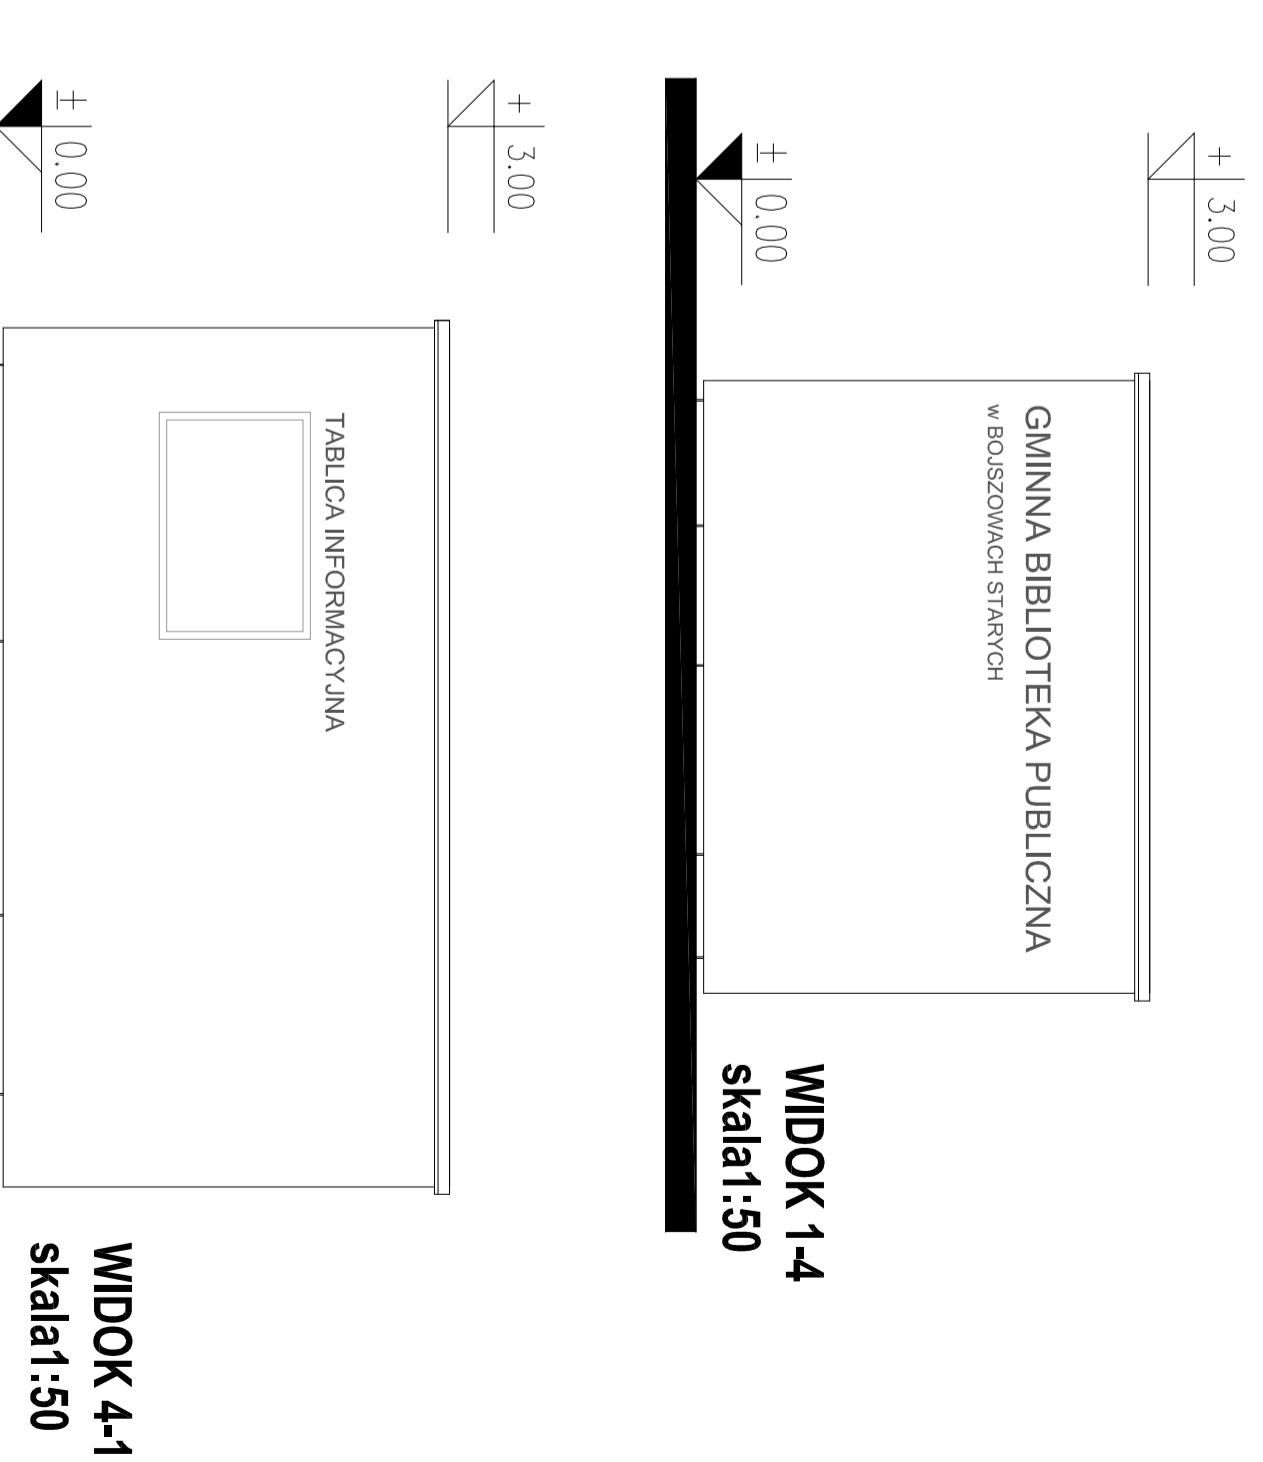 + 3.00
± 0.00
GMINNA BIBLIOTEKA PUBLICZNA
w BOJSZOWACH STARYCH
WIDOK 1-4
skala1:50
+ 3.00
± 0.00
TABLICA INFORMACYJNA
WIDOK 4-1
skala1:50